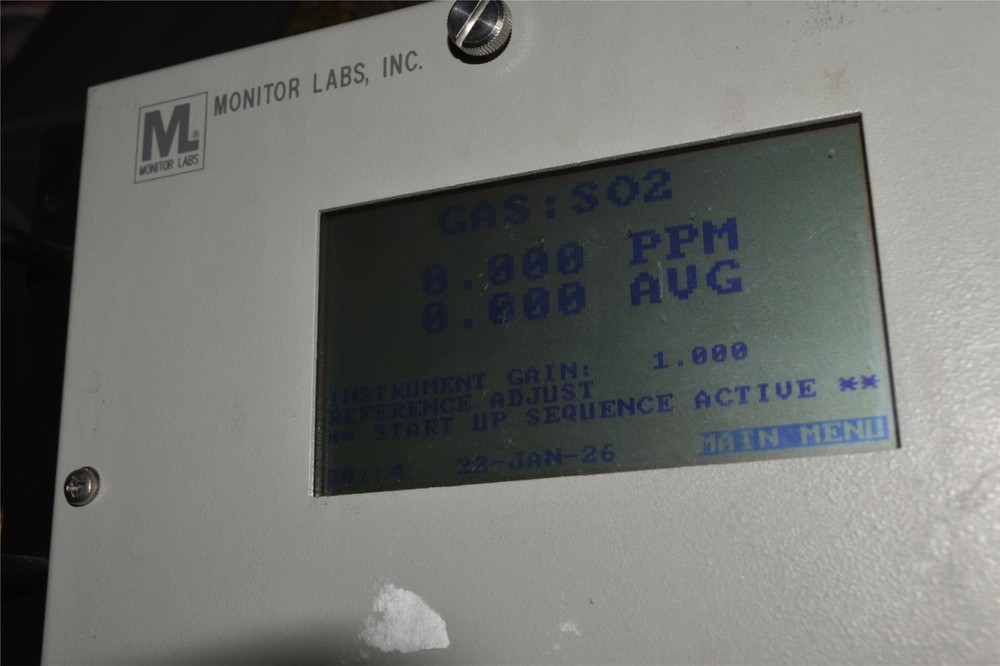 MONITOR LABS, INC.
ML®
MONITOR LABS
GAS:SO2
0.000 PPM
0.000 AVG
INSTRUMENT GAIN: 1.000
REFERENCE ADJUST
** START UP SEQUENCE ACTIVE **
22-JAN-26 MAIN MENU